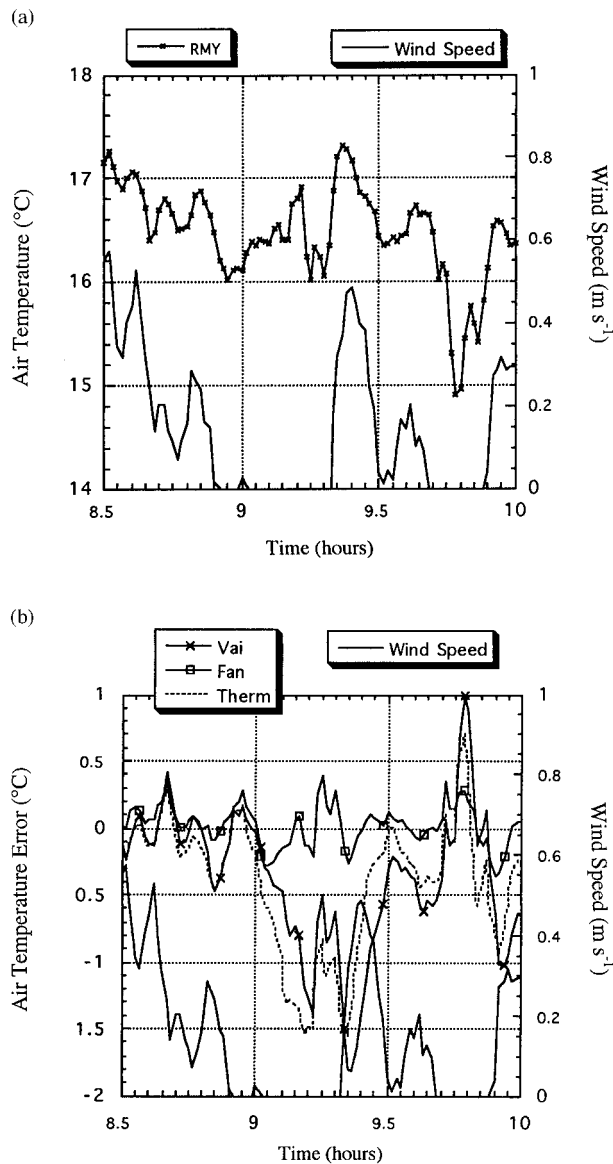 (a)
RMY
Wind Speed
18
17
16
15
14
Air Temperature (°C)
1
0.8
0.6
0.4
0.2
0
Wind Speed (m s-1)
8.5
9
9.5
10
Time (hours)
(b)
Vai
Fan
Therm
Wind Speed
1
0.5
0
0.5
-1
1.5
-2
Air Temperature Error (°C)
1
0.8
0.6
0.4
0.2
0
Wind Speed (m s-1)
8.5
9
9.5
10
Time (hours)